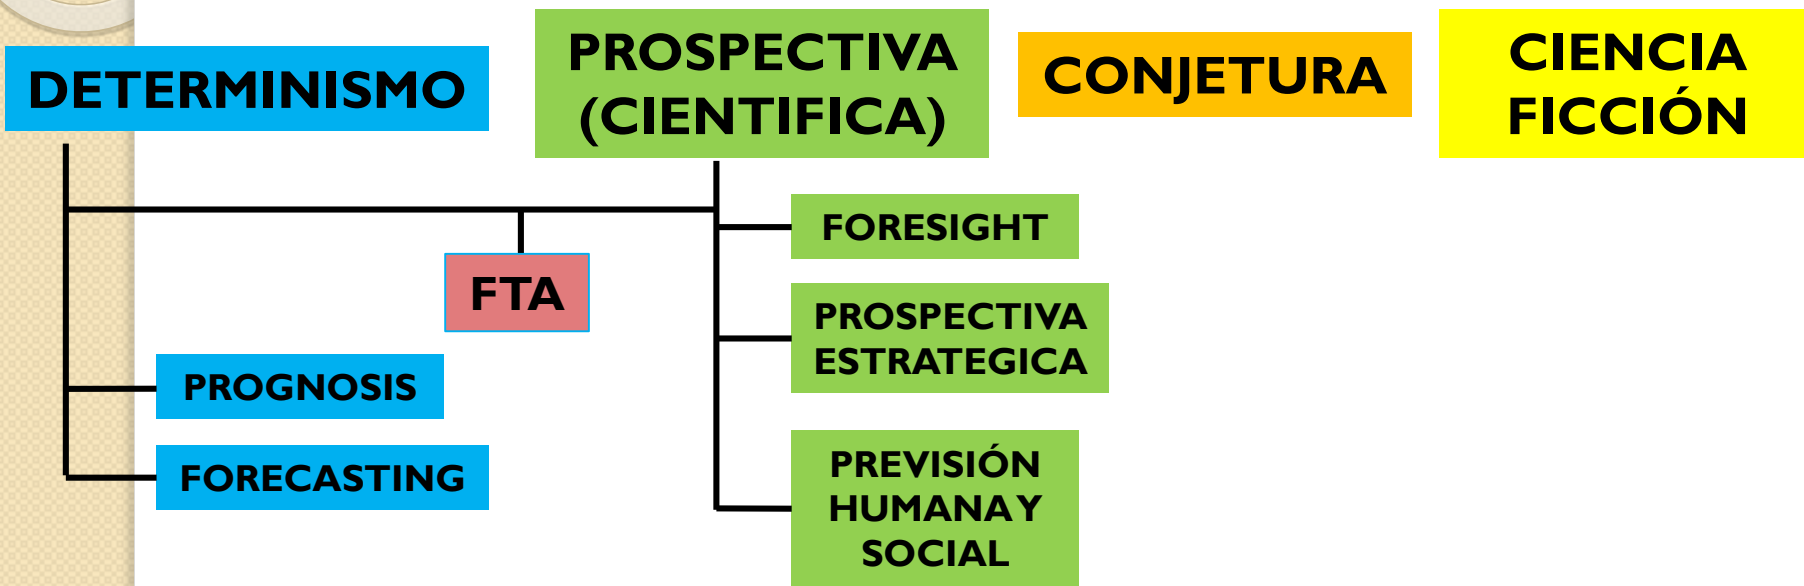 DETERMINISMO
PROSPECTIVA
(CIENTIFICA)
CONJETURA
CIENCIA
FICCIÓN
FORESIGHT
FTA
PROSPECTIVA
ESTRATEGICA
PROGNOSIS
FORECASTING
PREVISIÓN
HUMANA Y
SOCIAL